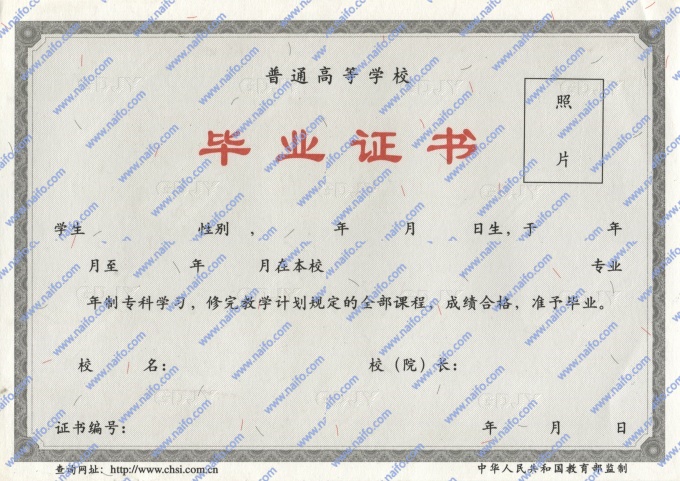 普通高等学校
毕业证书
照
片
学生 性别 , 年 月 日生, 于 年
月至 年 月在本校 专业
年制专科学习, 修完教学计划规定的全部课程, 成绩合格, 准予毕业。
校 名: 校(院)长:
证书编号: 年 月 日
查询网址: http://www.chsi.com.cn 中华人民共和国教育部监制
www.naifo.com